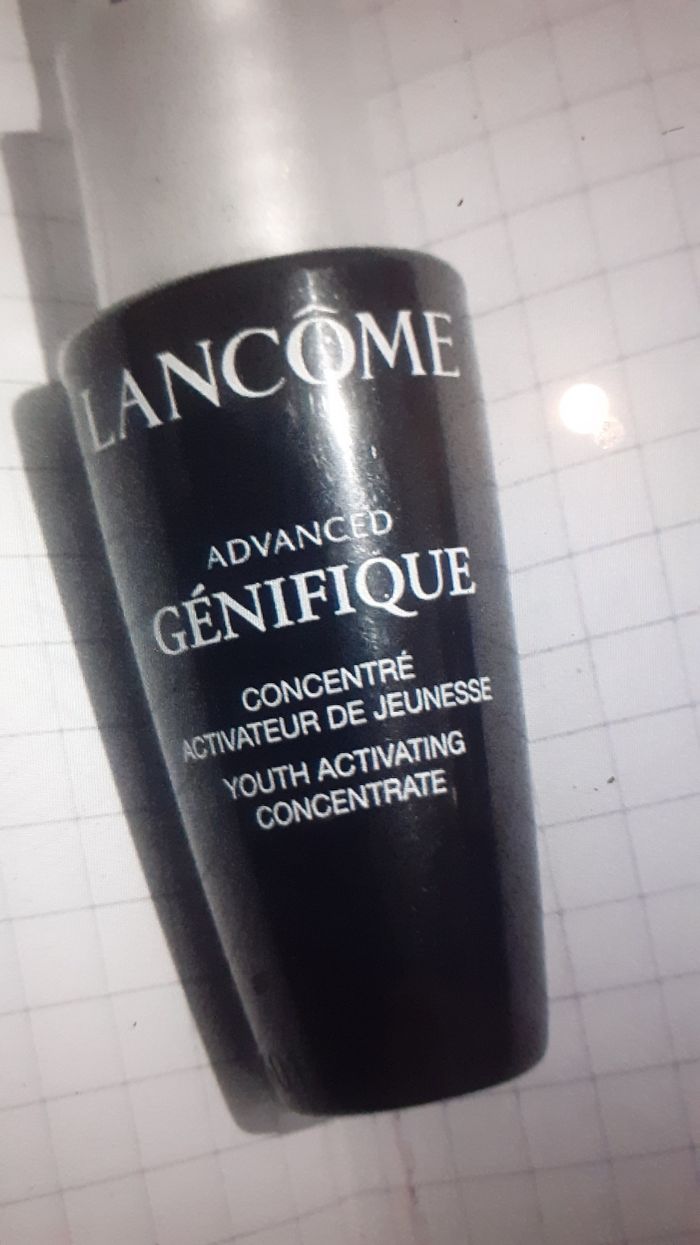 LANCÔME
ADVANCED
GÉNIFIQUE
CONCENTRÉ
ACTIVATEUR DE JEUNESSE
YOUTH ACTIVATING
CONCENTRATE